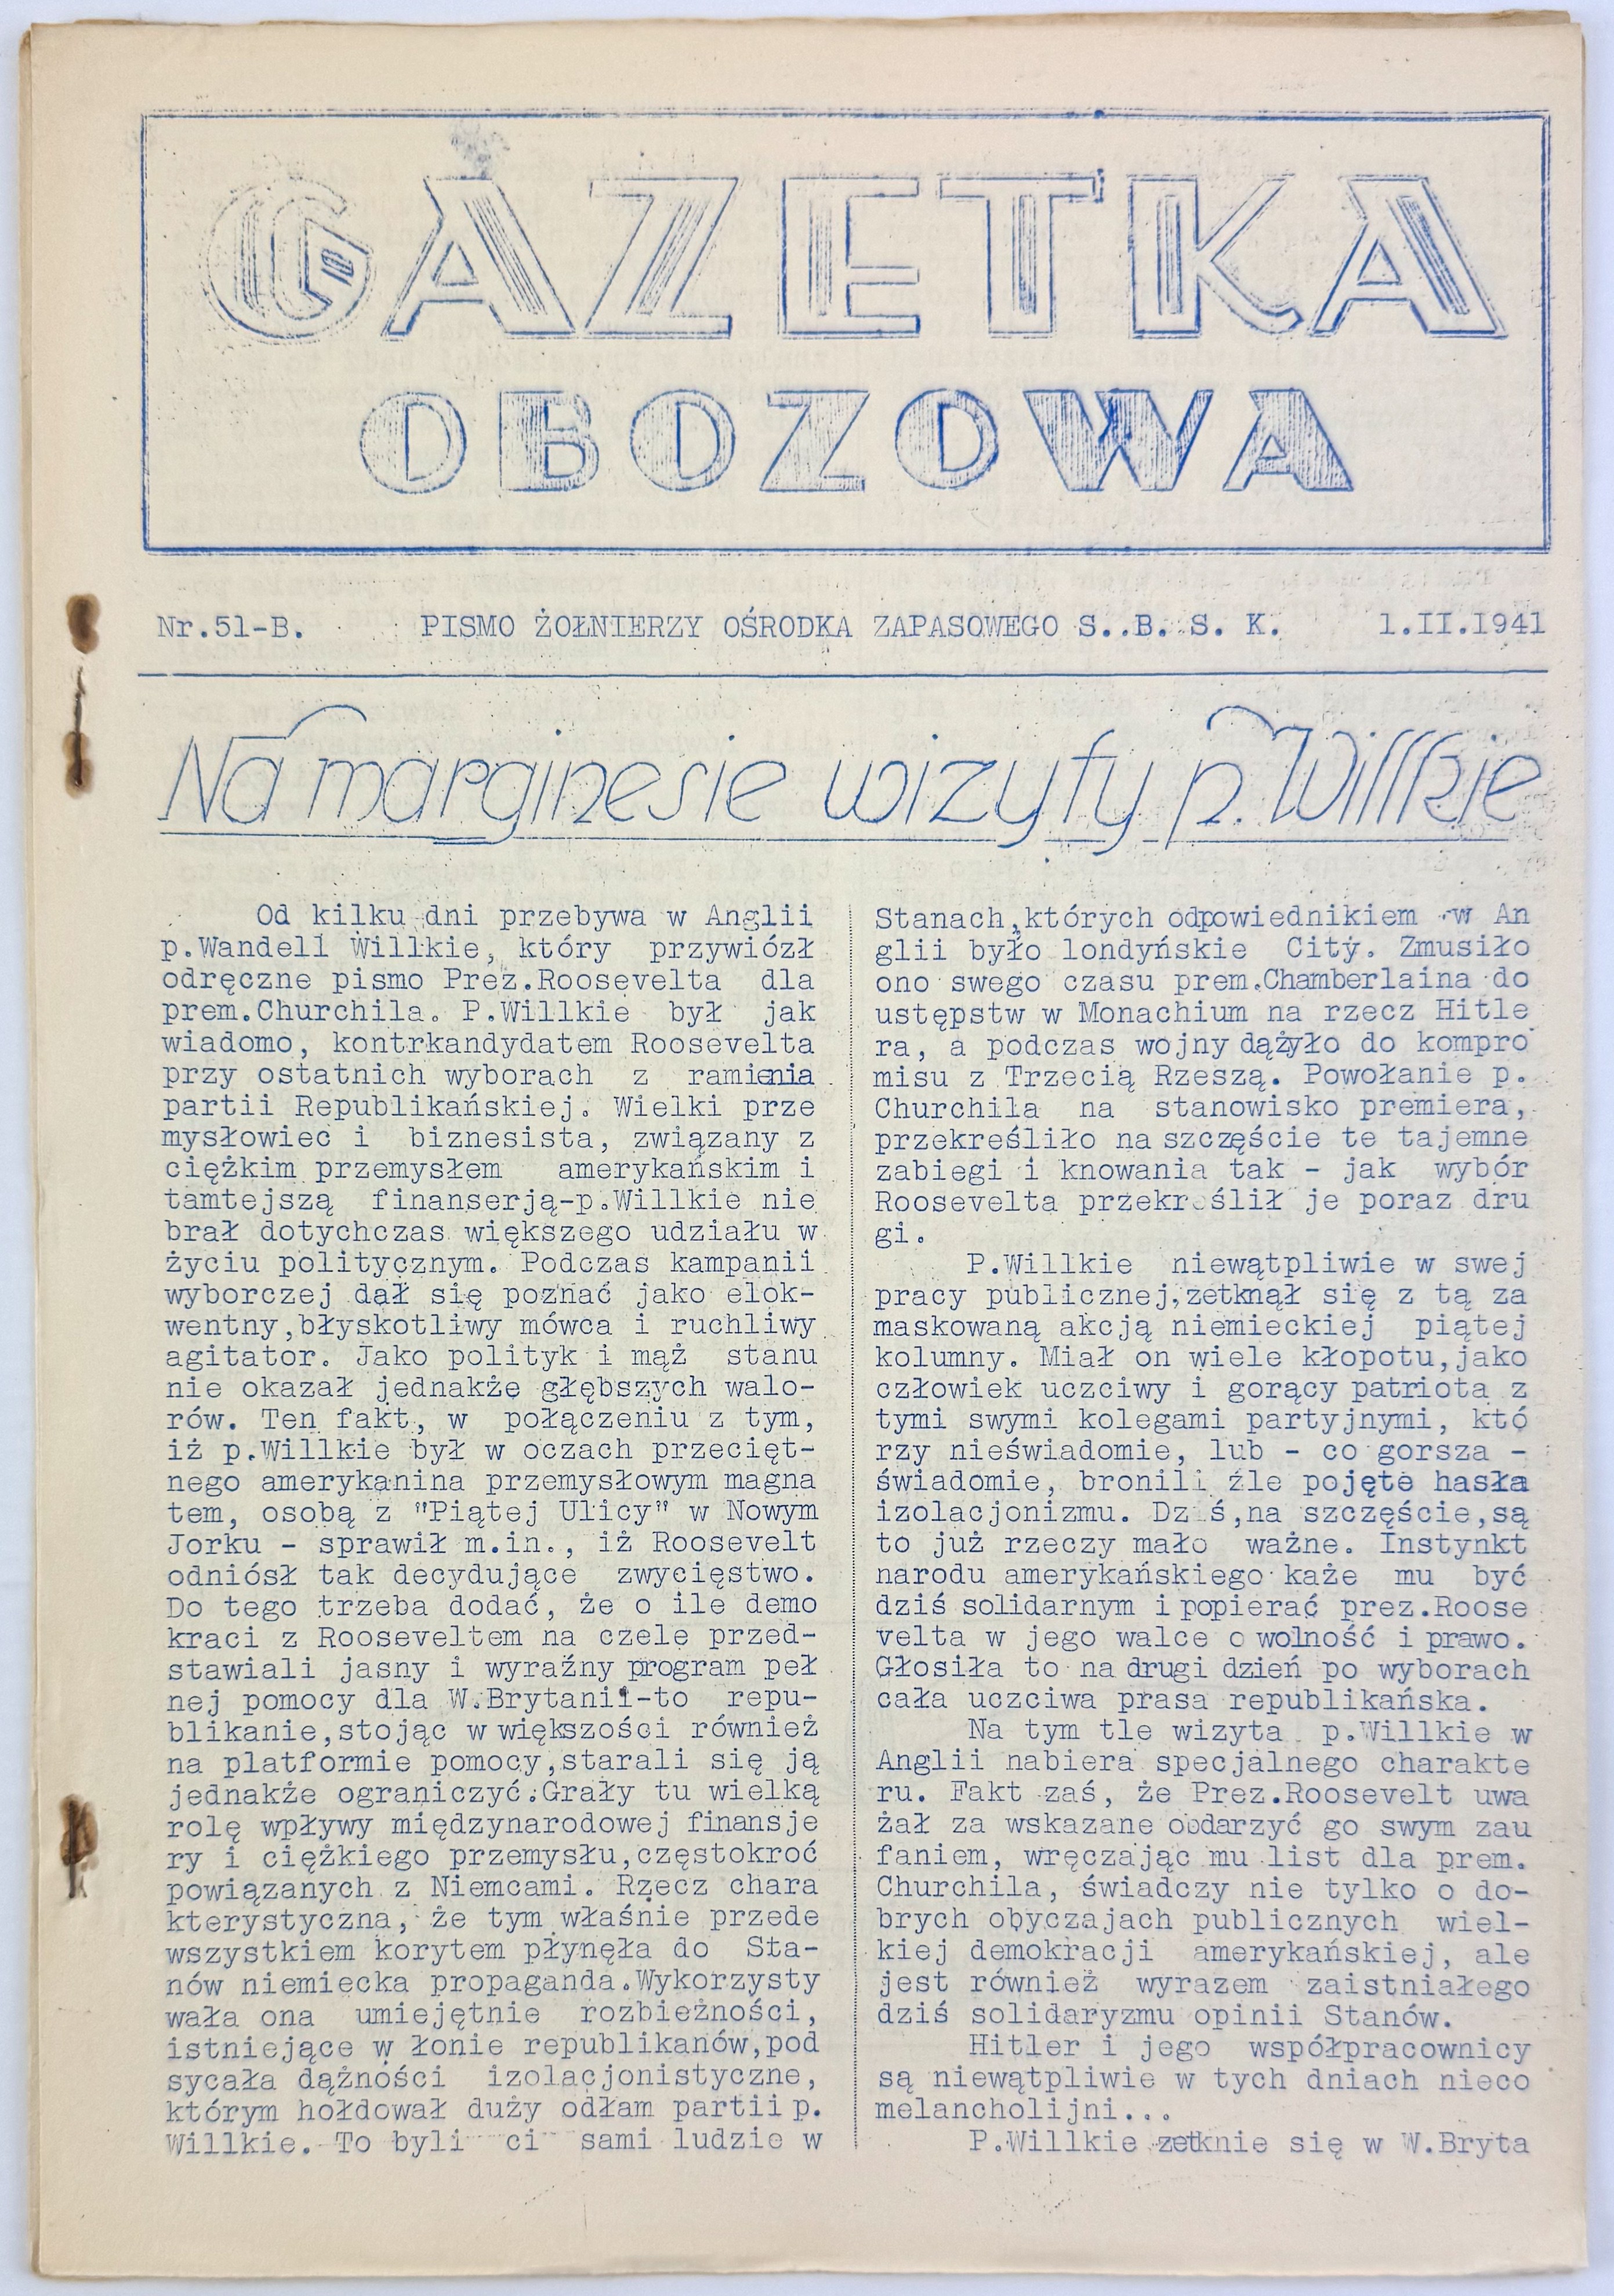 GAZETKA
OBOZOWA
Nr.51-B. PISMO ŻOŁNIERZY OŚRODKA ZAPASOWEGO S..B. S. K. 1.II.1941
Na marginesie wizyty p. Willkie
Od kilku dni przebywa w Anglii
p.Wandell Willkie, który przywiózł
odręczne pismo Prez.Roosevelta dla
prem.Churchila. P.Willkie był jak
wiadomo, kontrkandydatem Roosevelta
przy ostatnich wyborach z ramienia
partii Republikańskiej. Wielki prze
mysłowiec i biznesista, związany z
ciężkim przemysłem amerykańskim i
tamtejszą finanserją-p.Willkie nie
brał dotychczas większego udziału w
życiu politycznym. Podczas kampanii
wyborczej dał się poznać jako elok-
wentny,błyskotliwy mówca i ruchliwy
agitator. Jako polityk i mąż stanu
nie okazał jednakże głębszych walo-
rów. Ten fakt, w połączeniu z tym,
iż p.Willkie był w oczach przecięt-
nego amerykanina przemysłowym magna
tem, osobą z "Piątej Ulicy" w Nowym
Jorku - sprawił m.in., iż Roosevelt
odniósł tak decydujące zwycięstwo.
Do tego trzeba dodać, że o ile demo
kraci z Rooseveltem na czele przed-
stawiali jasny i wyraźny program peł
nej pomocy dla W.Brytanii-to repu-
blikanie,stojąc w większości również
na platformie pomocy,starali się ją
jednakże ograniczyć.Grały tu wielką
rolę wpływy międzynarodowej finansje
ry i ciężkiego przemysłu,częstokroć
powiązanych z Niemcami. Rzecz chara
kterystyczna, że tym właśnie przede
wszystkiem korytem płynęła do Sta-
nów niemiecka propaganda.Wykorzysty
wała ona umiejętnie rozbieżności,
istniejące w łonie republikanów,pod
sycała dążności izolacjonistyczne,
którym hołdował duży odłam partii p.
Willkie. To byli ci sami ludzie w
Stanach,których odpowiednikiem w An
glii było londyńskie City. Zmusiło
ono swego czasu prem.Chamberlaina do
ustępstw w Monachium na rzecz Hitle
ra, a podczas wojny dążyło do kompro
misu z Trzecią Rzeszą. Powołanie p.
Churchila na stanowisko premiera,
przekreśliło na szczęście te tajemne
zabiegi i knowania tak - jak wybór
Roosevelta przekreślił je poraz dru
gi.
P.Willkie niewątpliwie w swej
pracy publicznej,zetknął się z tą za
maskowaną akcją niemieckiej piątej
kolumny. Miał on wiele kłopotu,jako
człowiek uczciwy i gorący patriota z
tymi swymi kolegami partyjnymi, któ
rzy nieświadomie, lub - co gorsza -
świadomie, bronili źle pojęte hasła
izolacjonizmu. Dziś,na szczęście,są
to już rzeczy mało ważne. Instynkt
narodu amerykańskiego każe mu być
dziś solidarnym i popierać prez.Roose
velta w jego walce o wolność i prawo.
Głosiła to na drugi dzień po wyborach
cała uczciwa prasa republikańska.
Na tym tle wizyta p.Willkie w
Anglii nabiera specjalnego charakte
ru. Fakt zaś, że Prez.Roosevelt uwa
żał za wskazane oodarzyć go swym zau
faniem, wręczając mu list dla prem.
Churchila, świadczy nie tylko o do-
brych obyczajach publicznych wiel-
kiej demokracji amerykańskiej, ale
jest również wyrazem zaistniałego
dziś solidaryzmu opinii Stanów.
Hitler i jego współpracownicy
są niewątpliwie w tych dniach nieco
melancholijni...
P.Willkie zetknie się w W.Bryta